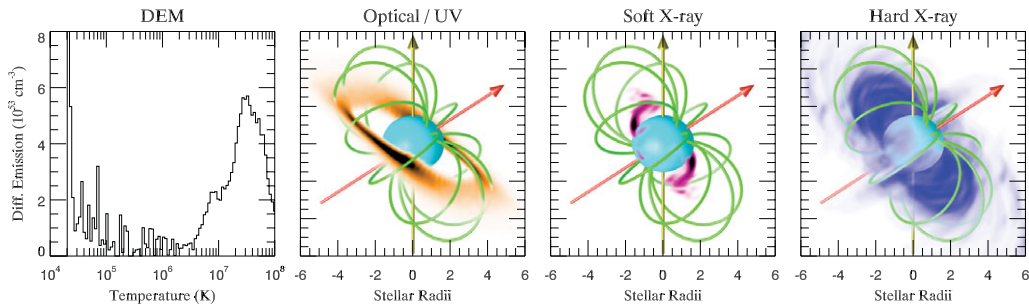 DEM
Optical / UV
Soft X-ray
Hard X-ray
Diff. Emission (10^53 cm^-3)
8
6
4
2
0
10^4 10^5 10^6 10^7 10^8
Temperature (K)
-6 -4 -2 0 2 4 6
Stellar Radii
-6 -4 -2 0 2 4 6
Stellar Radii
-6 -4 -2 0 2 4 6
Stellar Radii